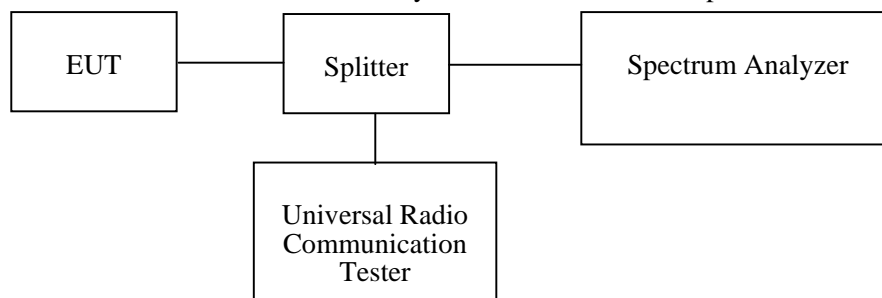 EUT
Splitter
Spectrum Analyzer
Universal Radio
Communication
Tester